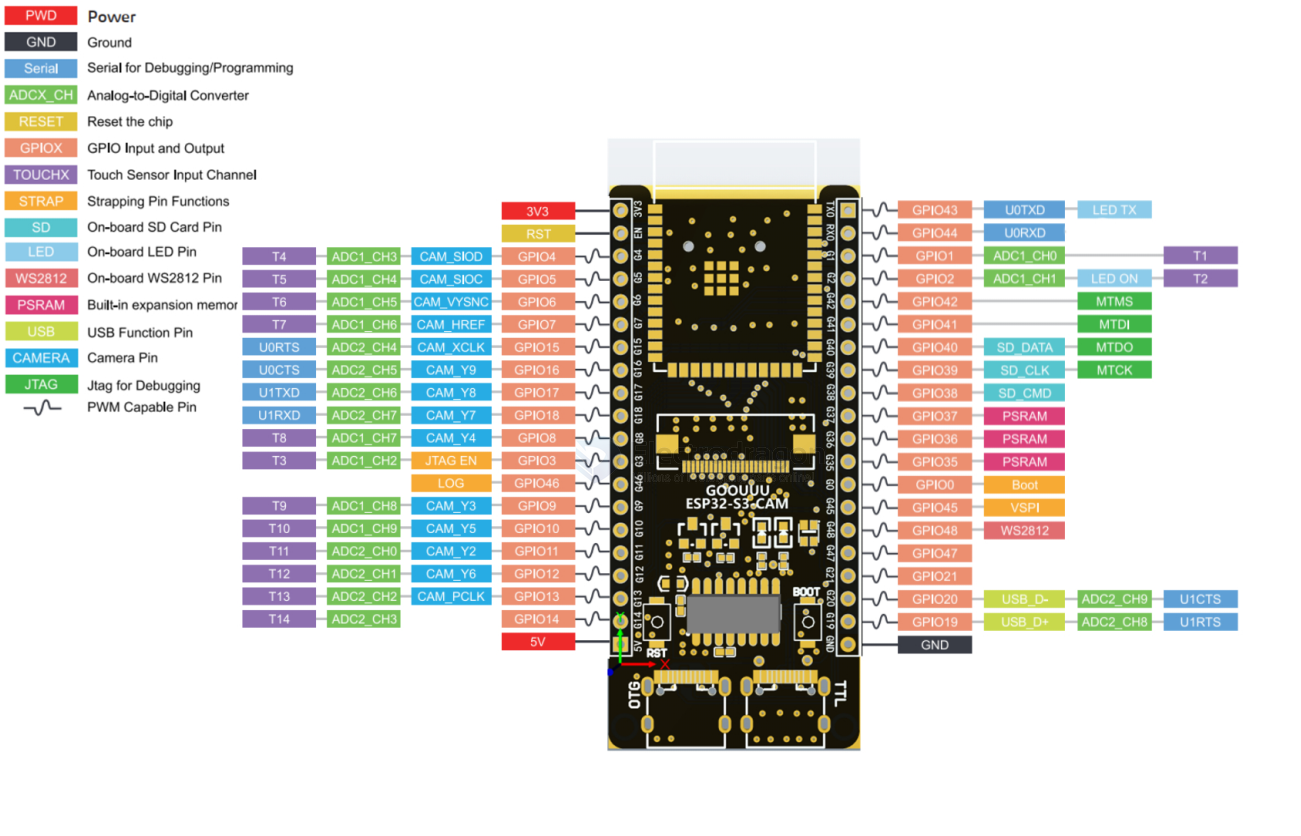 PWD Power
GND Ground
Serial Serial for Debugging/Programming
ADCX_CH Analog-to-Digital Converter
RESET Reset the chip
GPIOX GPIO Input and Output
TOUCHX Touch Sensor Input Channel
STRAP Strapping Pin Functions
SD On-board SD Card Pin
LED On-board LED Pin
WS2812 On-board WS2812 Pin
PSRAM Built-in expansion memor
USB USB Function Pin
CAMERA Camera Pin
JTAG Jtag for Debugging
PWM Capable Pin
3V3
RST
T4 ADC1_CH3 CAM_SIOD GPIO4
T5 ADC1_CH4 CAM_SIOC GPIO5
T6 ADC1_CH5 CAM_VYSNC GPIO6
T7 ADC1_CH6 CAM_HREF GPIO7
U0RTS ADC2_CH4 CAM_XCLK GPIO15
U0CTS ADC2_CH5 CAM_Y9 GPIO16
U1TXD ADC2_CH6 CAM_Y8 GPIO17
U1RXD ADC2_CH7 CAM_Y7 GPIO18
T8 ADC1_CH7 CAM_Y4 GPIO8
T3 ADC1_CH2 JTAG EN GPIO3
LOG GPIO46
T9 ADC1_CH8 CAM_Y3 GPIO9
T10 ADC1_CH9 CAM_Y5 GPIO10
T11 ADC2_CH0 CAM_Y2 GPIO11
T12 ADC2_CH1 CAM_Y6 GPIO12
T13 ADC2_CH2 CAM_PCLK GPIO13
T14 ADC2_CH3 GPIO14
5V
3V3
EN
G4
G5
G6
G7
G15
G16
G17
G18
G8
G3
G46
G9
G10
G11
G12
G13
G14
5V
GOOUUU
ESP32-S3-CAM
BOOT
RST
X
Y
OTG
TTL
TX0
RX0
G1
G2
G42
G41
G40
G39
G38
G37
G36
G35
G0
G45
G48
G47
G21
G20
G19
GND
GPIO43 U0TXD LED TX
GPIO44 U0RXD
GPIO1 ADC1_CH0 T1
GPIO2 ADC1_CH1 LED ON T2
GPIO42 MTMS
GPIO41 MTDI
GPIO40 SD_DATA MTDO
GPIO39 SD_CLK MTCK
GPIO38 SD_CMD
GPIO37 PSRAM
GPIO36 PSRAM
GPIO35 PSRAM
GPIO0 Boot
GPIO45 VSPI
GPIO48 WS2812
GPIO47
GPIO21
GPIO20 USB_D- ADC2_CH9 U1CTS
GPIO19 USB_D+ ADC2_CH8 U1RTS
GND